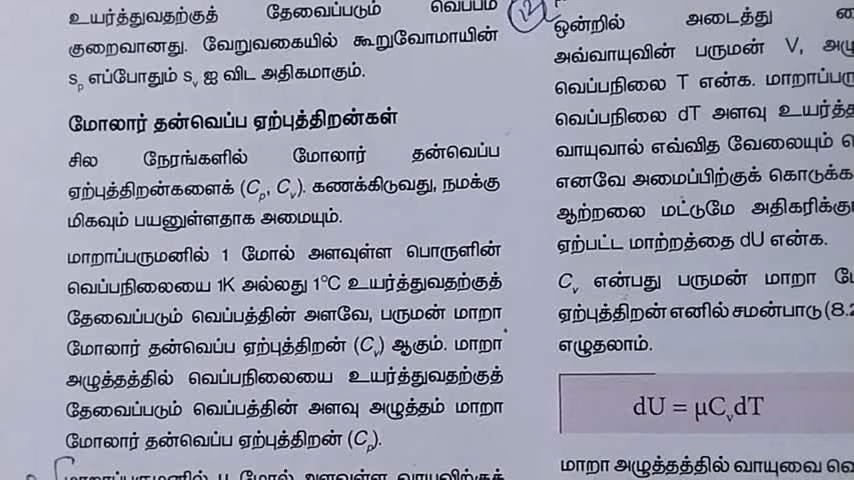 உயர்த்துவதற்குத் தேவைப்படும் வெப்பம்
குறைவானது. வேறுவகையில் கூறுவோமாயின்
sₚ எப்போதும் sᵥ ஐ விட அதிகமாகும்.
மோலார் தன்வெப்ப ஏற்புத்திறன்கள்
சில நேரங்களில் மோலார் தன்வெப்ப
ஏற்புத்திறன்களைக் (Cₚ, Cᵥ). கணக்கிடுவது, நமக்கு
மிகவும் பயனுள்ளதாக அமையும்.
மாறாப்பருமனில் 1 மோல் அளவுள்ள பொருளின்
வெப்பநிலையை 1K அல்லது 1°C உயர்த்துவதற்குத்
தேவைப்படும் வெப்பத்தின் அளவே, பருமன் மாறா
மோலார் தன்வெப்ப ஏற்புத்திறன் (Cᵥ) ஆகும். மாறா
அழுத்தத்தில் வெப்பநிலையை உயர்த்துவதற்குத்
தேவைப்படும் வெப்பத்தின் அளவு அழுத்தம் மாறா
மோலார் தன்வெப்ப ஏற்புத்திறன் (Cₚ).
மாறாப்பருமனில் μ மோல் அளவுள்ள வாயுவிற்குக்
ஒன்றில் அடைத்து
அவ்வாயுவின் பருமன் V,
வெப்பநிலை T என்க.
வெப்பநிலை dT அளவு
வாயுவால் எவ்வித வேலையும்
எனவே அமைப்பிற்குக்
ஆற்றலை மட்டுமே
ஏற்பட்ட மாற்றத்தை dU என்க.
Cᵥ என்பது பருமன் மாறா
ஏற்புத்திறன் எனில் சமன்பாடு (8.2
எழுதலாம்.
dU = μCᵥdT
மாறா அழுத்தத்தில் வாயுவை